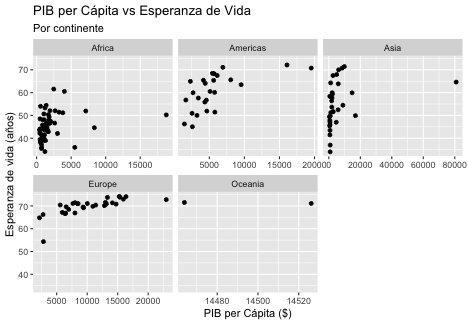 PIB per Cápita vs Esperanza de Vida
Por continente
Africa
Americas
Asia
70
60
50
40
0 5000 10000 15000
5000 10000 15000 20000
0 20000 40000 60000 80000
Europe
Oceania
70
60
50
40
5000 10000 15000 20000
14480 14500 14520
Esperanza de vida (años)
PIB per Cápita ($)